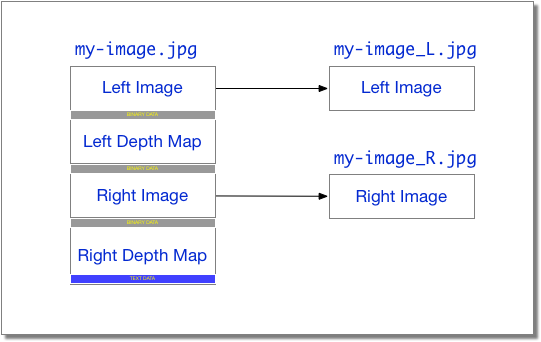 my-image.jpg
Left Image
BINARY DATA
Left Depth Map
BINARY DATA
Right Image
BINARY DATA
Right Depth Map
TEXT DATA
my-image_L.jpg
Left Image
my-image_R.jpg
Right Image